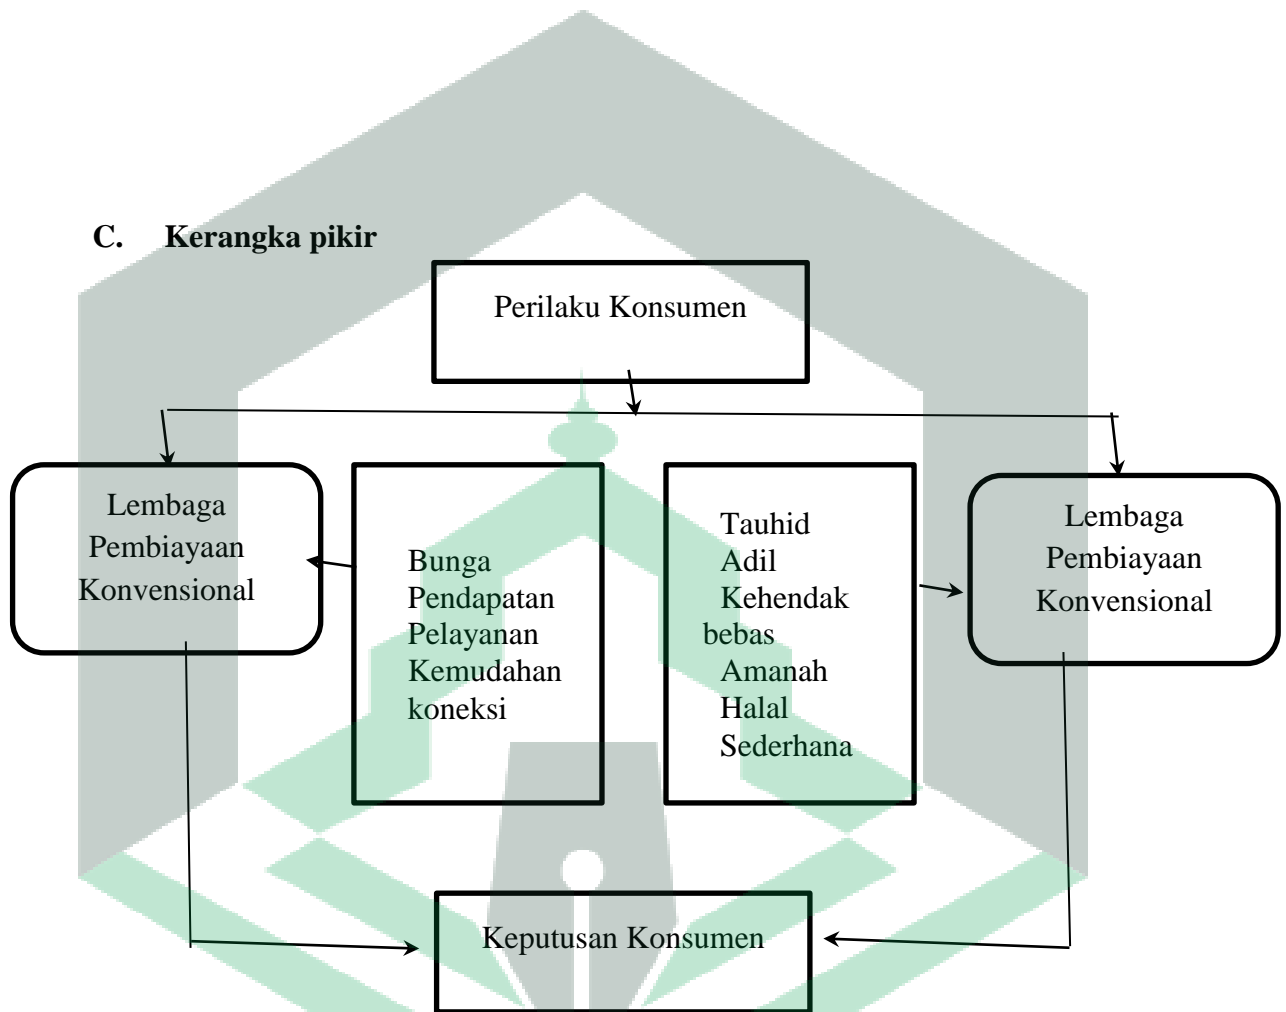 C. Kerangka pikir
Perilaku Konsumen
Lembaga
Pembiayaan
Konvensional
Bunga
Pendapatan
Pelayanan
Kemudahan
koneksi
Tauhid
Adil
Kehendak
bebas
Amanah
Halal
Sederhana
Lembaga
Pembiayaan
Konvensional
Keputusan Konsumen